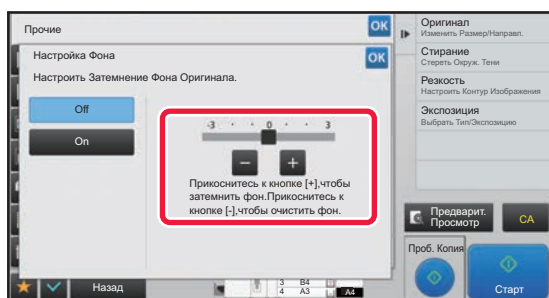 Прочие
OK
Настройка Фона
OK
Настроить Затемнение Фона Оригинала.
Off
On
-3 · · 0 · · 3
− +
Прикоснитесь к кнопке [+],чтобы
затемнить фон.Прикоснитесь к
кнопке [-],чтобы очистить фон.
Назад
3 B4
4 A3
A4
Оригинал
Изменить Размер/Направл.
Стирание
Стереть Окруж. Тени
Резкость
Настроить Контур Изображения
Экспозиция
Выбрать Тип/Экспозицию
Предварит.
Просмотр
CA
Проб. Копия
Старт